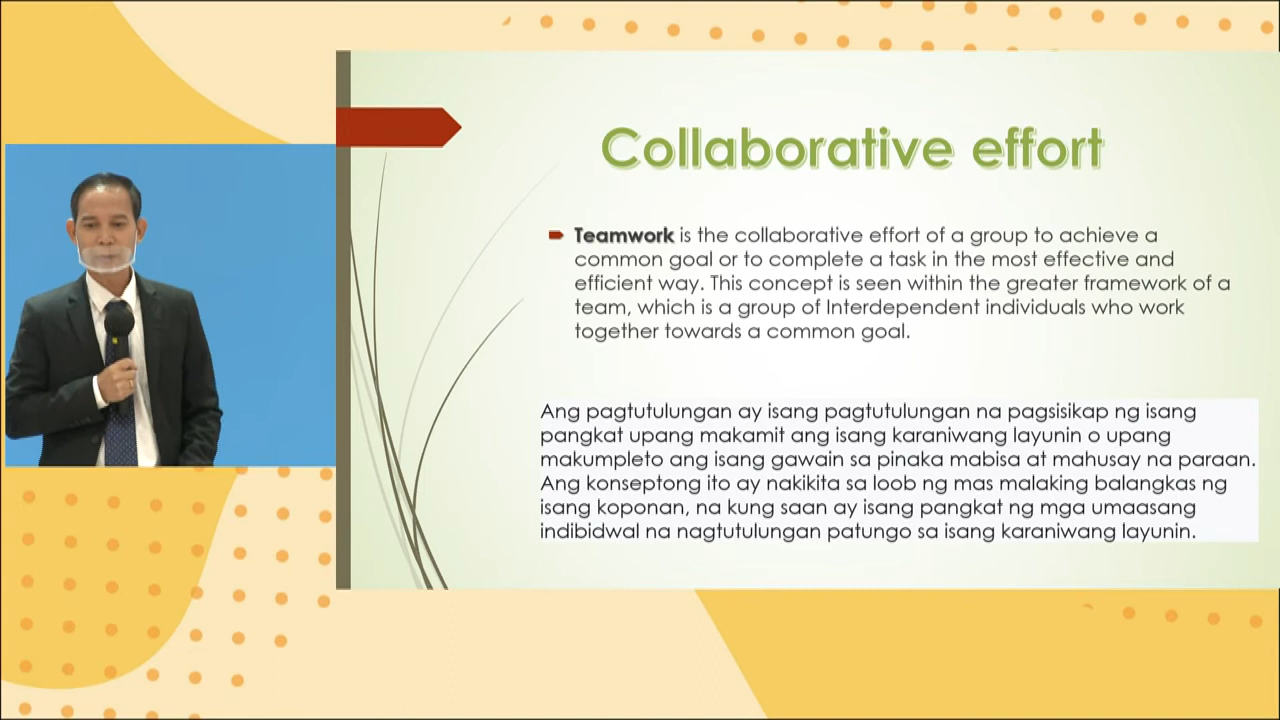 Collaborative effort
Teamwork is the collaborative effort of a group to achieve a
common goal or to complete a task in the most effective and
efficient way. This concept is seen within the greater framework of a
team, which is a group of Interdependent individuals who work
together towards a common goal.
Ang pagtutulungan ay isang pagtutulungan na pagsisikap ng isang
pangkat upang makamit ang isang karaniwang layunin o upang
makumpleto ang isang gawain sa pinaka mabisa at mahusay na paraan.
Ang konseptong ito ay nakikita sa loob ng mas malaking balangkas ng
isang koponan, na kung saan ay isang pangkat ng mga umaasang
indibidwal na nagtutulungan patungo sa isang karaniwang layunin.